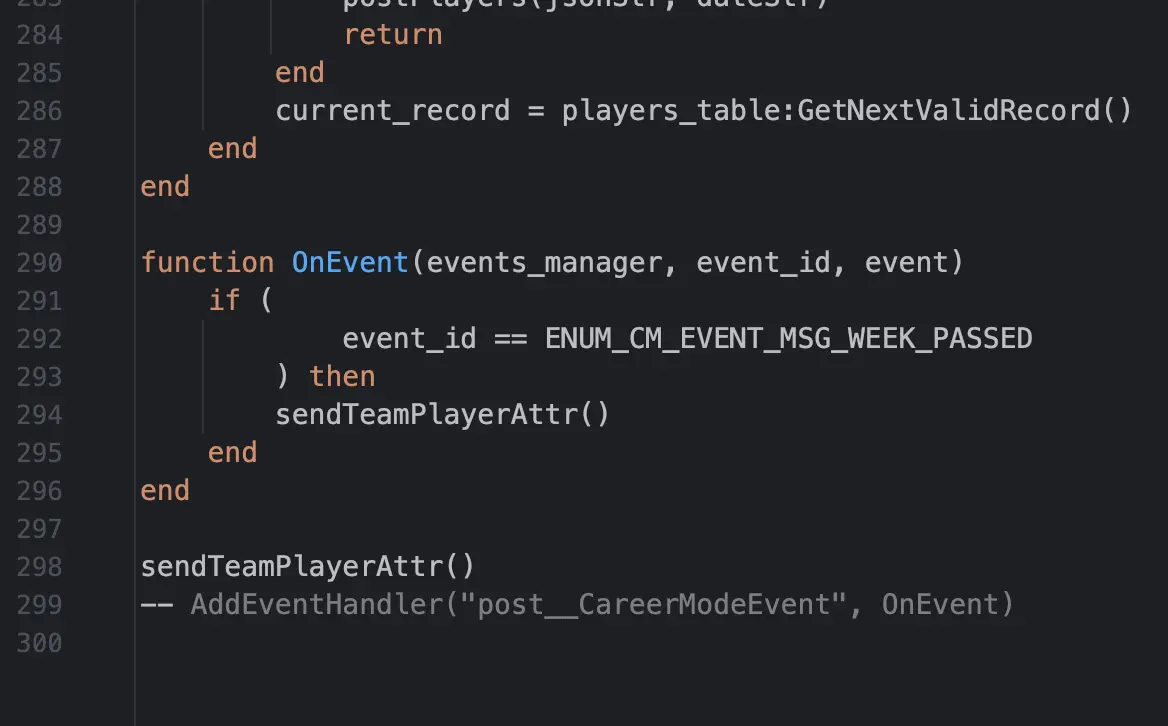 284 return
285 end
286 current_record = players_table:GetNextValidRecord()
287 end
288 end
289
290 function OnEvent(events_manager, event_id, event)
291 if (
292 event_id == ENUM_CM_EVENT_MSG_WEEK_PASSED
293 ) then
294 sendTeamPlayerAttr()
295 end
296 end
297
298 sendTeamPlayerAttr()
299 -- AddEventHandler("post__CareerModeEvent", OnEvent)
300